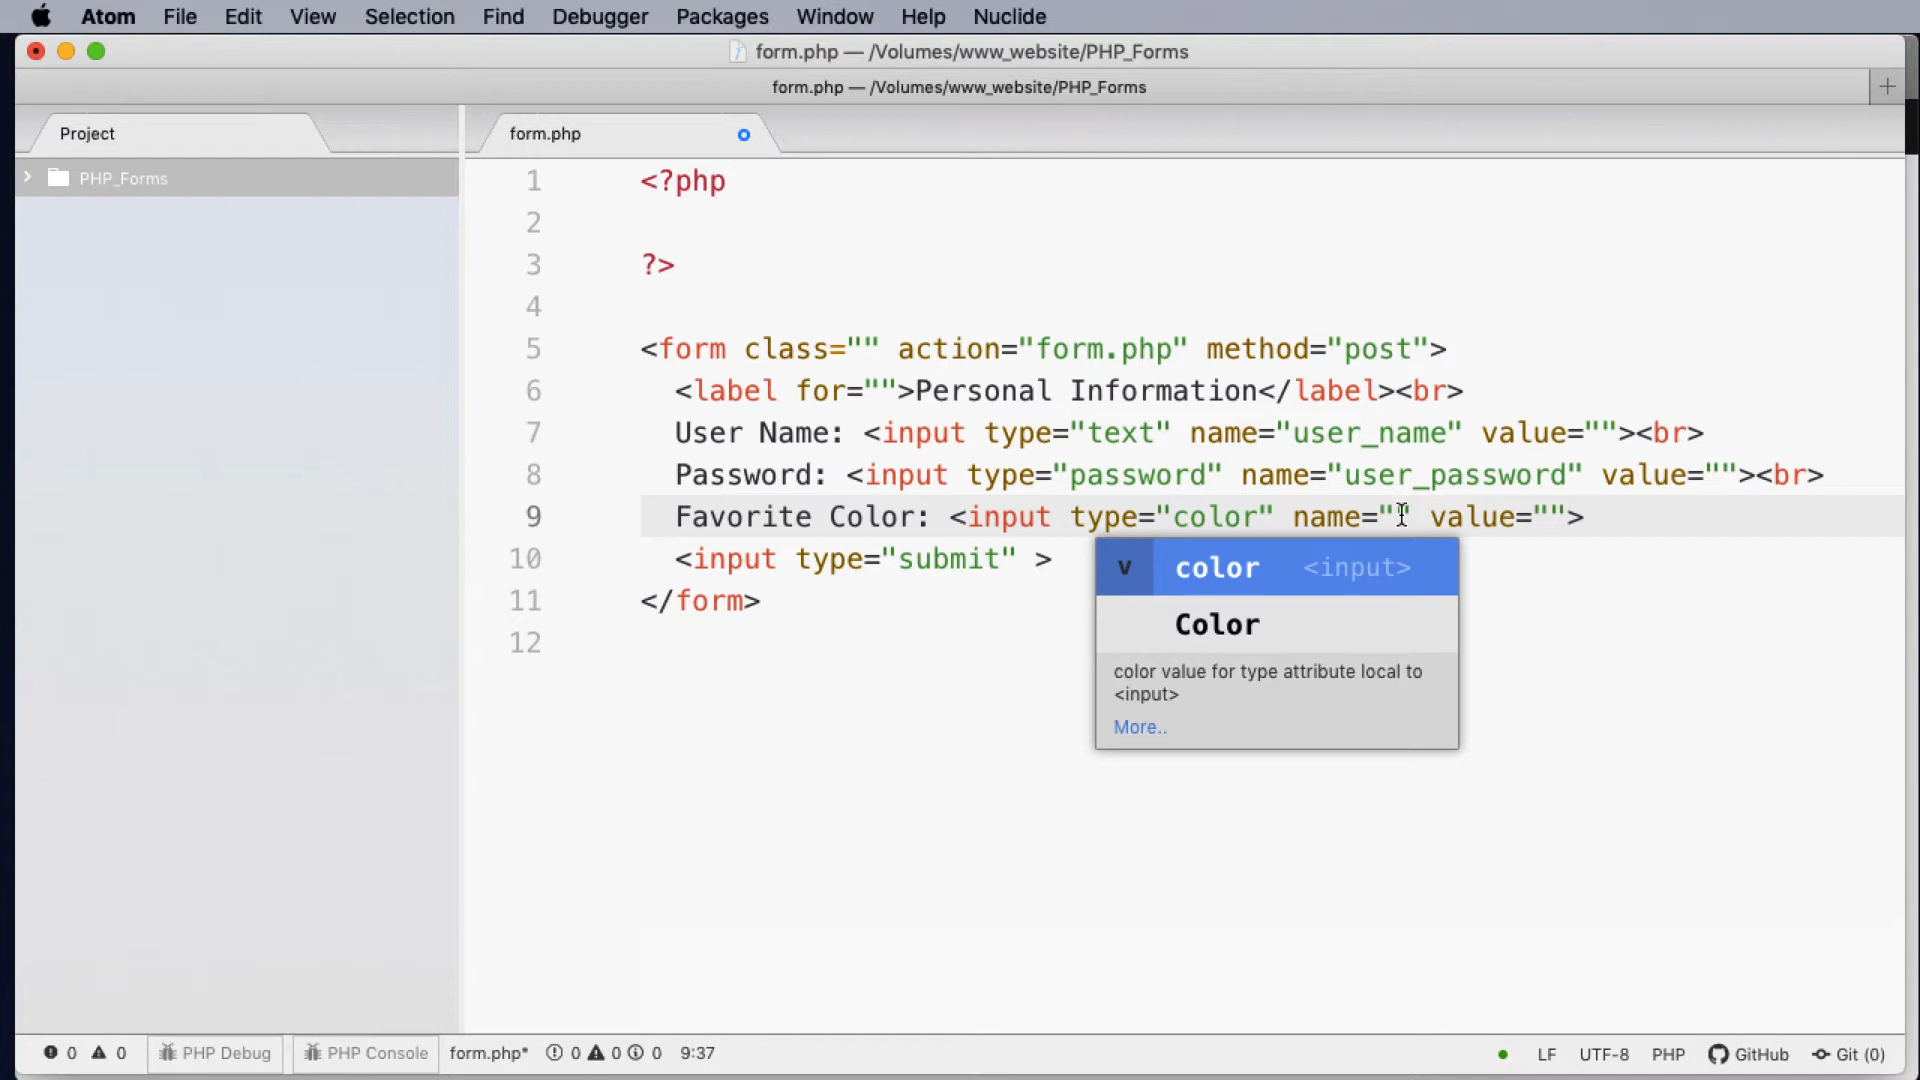 Atom File Edit View Selection Find Debugger Packages Window Help Nuclide
form.php — /Volumes/www_website/PHP_Forms
form.php — /Volumes/www_website/PHP_Forms
Project
form.php
PHP_Forms
1 <?php
2
3 ?>
4
5 <form class="" action="form.php" method="post">
6 <label for="">Personal Information</label><br>
7 User Name: <input type="text" name="user_name" value=""><br>
8 Password: <input type="password" name="user_password" value=""><br>
9 Favorite Color: <input type="color" name="" value="">
10 <input type="submit" >
11 </form>
12
v color <input>
Color
color value for type attribute local to
<input>
More..
0 0 PHP Debug PHP Console form.php* 0 0 0 9:37 LF UTF-8 PHP GitHub Git (0)